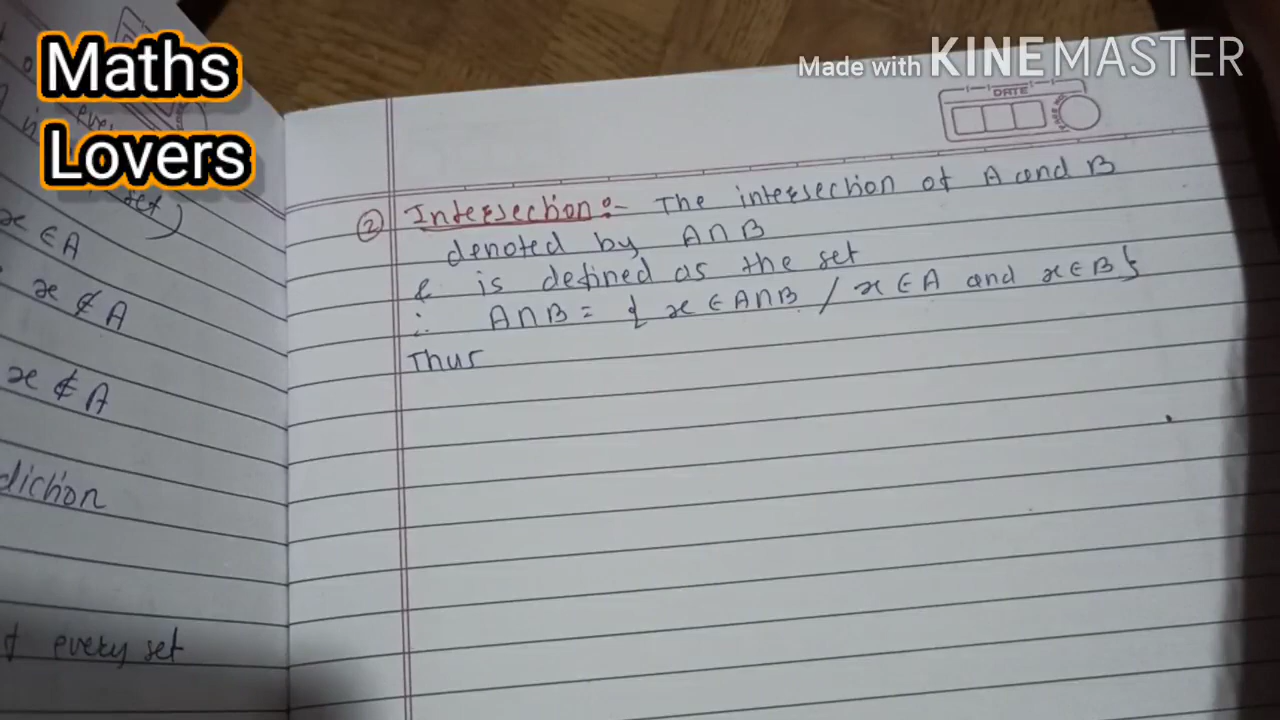 Maths
Lovers
Made with KINEMASTER
DATE
set)
x ∈ A
x ∉ A
x ∉ A
diction
every set
② Intersection :- The intersection of A and B
denoted by A∩B
& is defined as the set
∴ A∩B = { x ∈ A∩B / x ∈ A and x ∈ B }
Thus